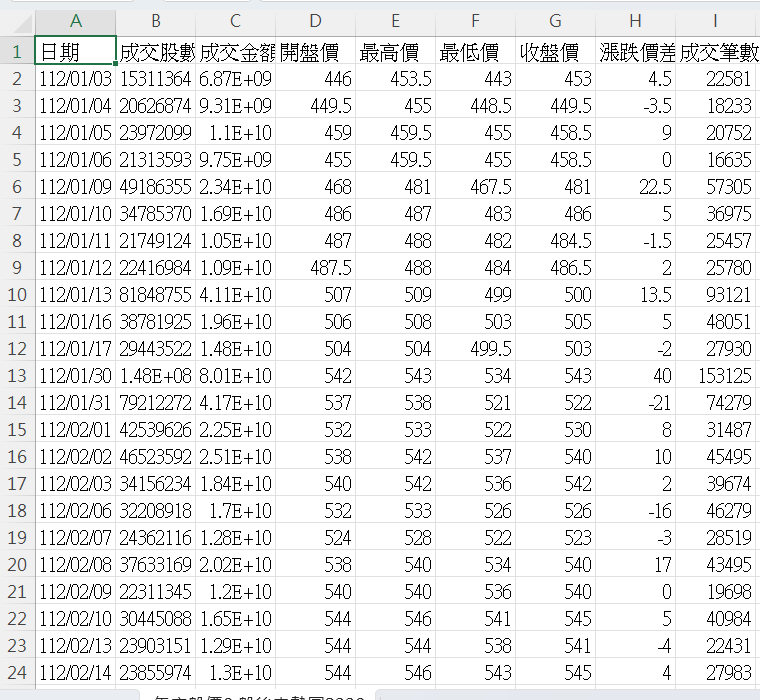 A B C D E F G H I
1 日期 成交股數 成交金額 開盤價 最高價 最低價 收盤價 漲跌價差 成交筆數
2 112/01/03 15311364 6.87E+09 446 453.5 443 453 4.5 22581
3 112/01/04 20626874 9.31E+09 449.5 455 448.5 449.5 -3.5 18233
4 112/01/05 23972099 1.1E+10 459 459.5 455 458.5 9 20752
5 112/01/06 21313593 9.75E+09 455 459.5 455 458.5 0 16635
6 112/01/09 49186355 2.34E+10 468 481 467.5 481 22.5 57305
7 112/01/10 34785370 1.69E+10 486 487 483 486 5 36975
8 112/01/11 21749124 1.05E+10 487 488 482 484.5 -1.5 25457
9 112/01/12 22416984 1.09E+10 487.5 488 484 486.5 2 25780
10 112/01/13 81848755 4.11E+10 507 509 499 500 13.5 93121
11 112/01/16 38781925 1.96E+10 506 508 503 505 5 48051
12 112/01/17 29443522 1.48E+10 504 504 499.5 503 -2 27930
13 112/01/30 1.48E+08 8.01E+10 542 543 534 543 40 153125
14 112/01/31 79212272 4.17E+10 537 538 521 522 -21 74279
15 112/02/01 42539626 2.25E+10 532 533 522 530 8 31487
16 112/02/02 46523592 2.51E+10 538 542 537 540 10 45495
17 112/02/03 34156234 1.84E+10 540 542 536 542 2 39674
18 112/02/06 32208918 1.7E+10 532 533 526 526 -16 46279
19 112/02/07 24362116 1.28E+10 524 528 522 523 -3 28519
20 112/02/08 37633169 2.02E+10 538 540 534 540 17 43495
21 112/02/09 22311345 1.2E+10 540 540 536 540 0 19698
22 112/02/10 30445088 1.65E+10 544 546 541 545 5 40984
23 112/02/13 23903151 1.29E+10 544 544 538 541 -4 22431
24 112/02/14 23855974 1.3E+10 544 546 543 545 4 27983